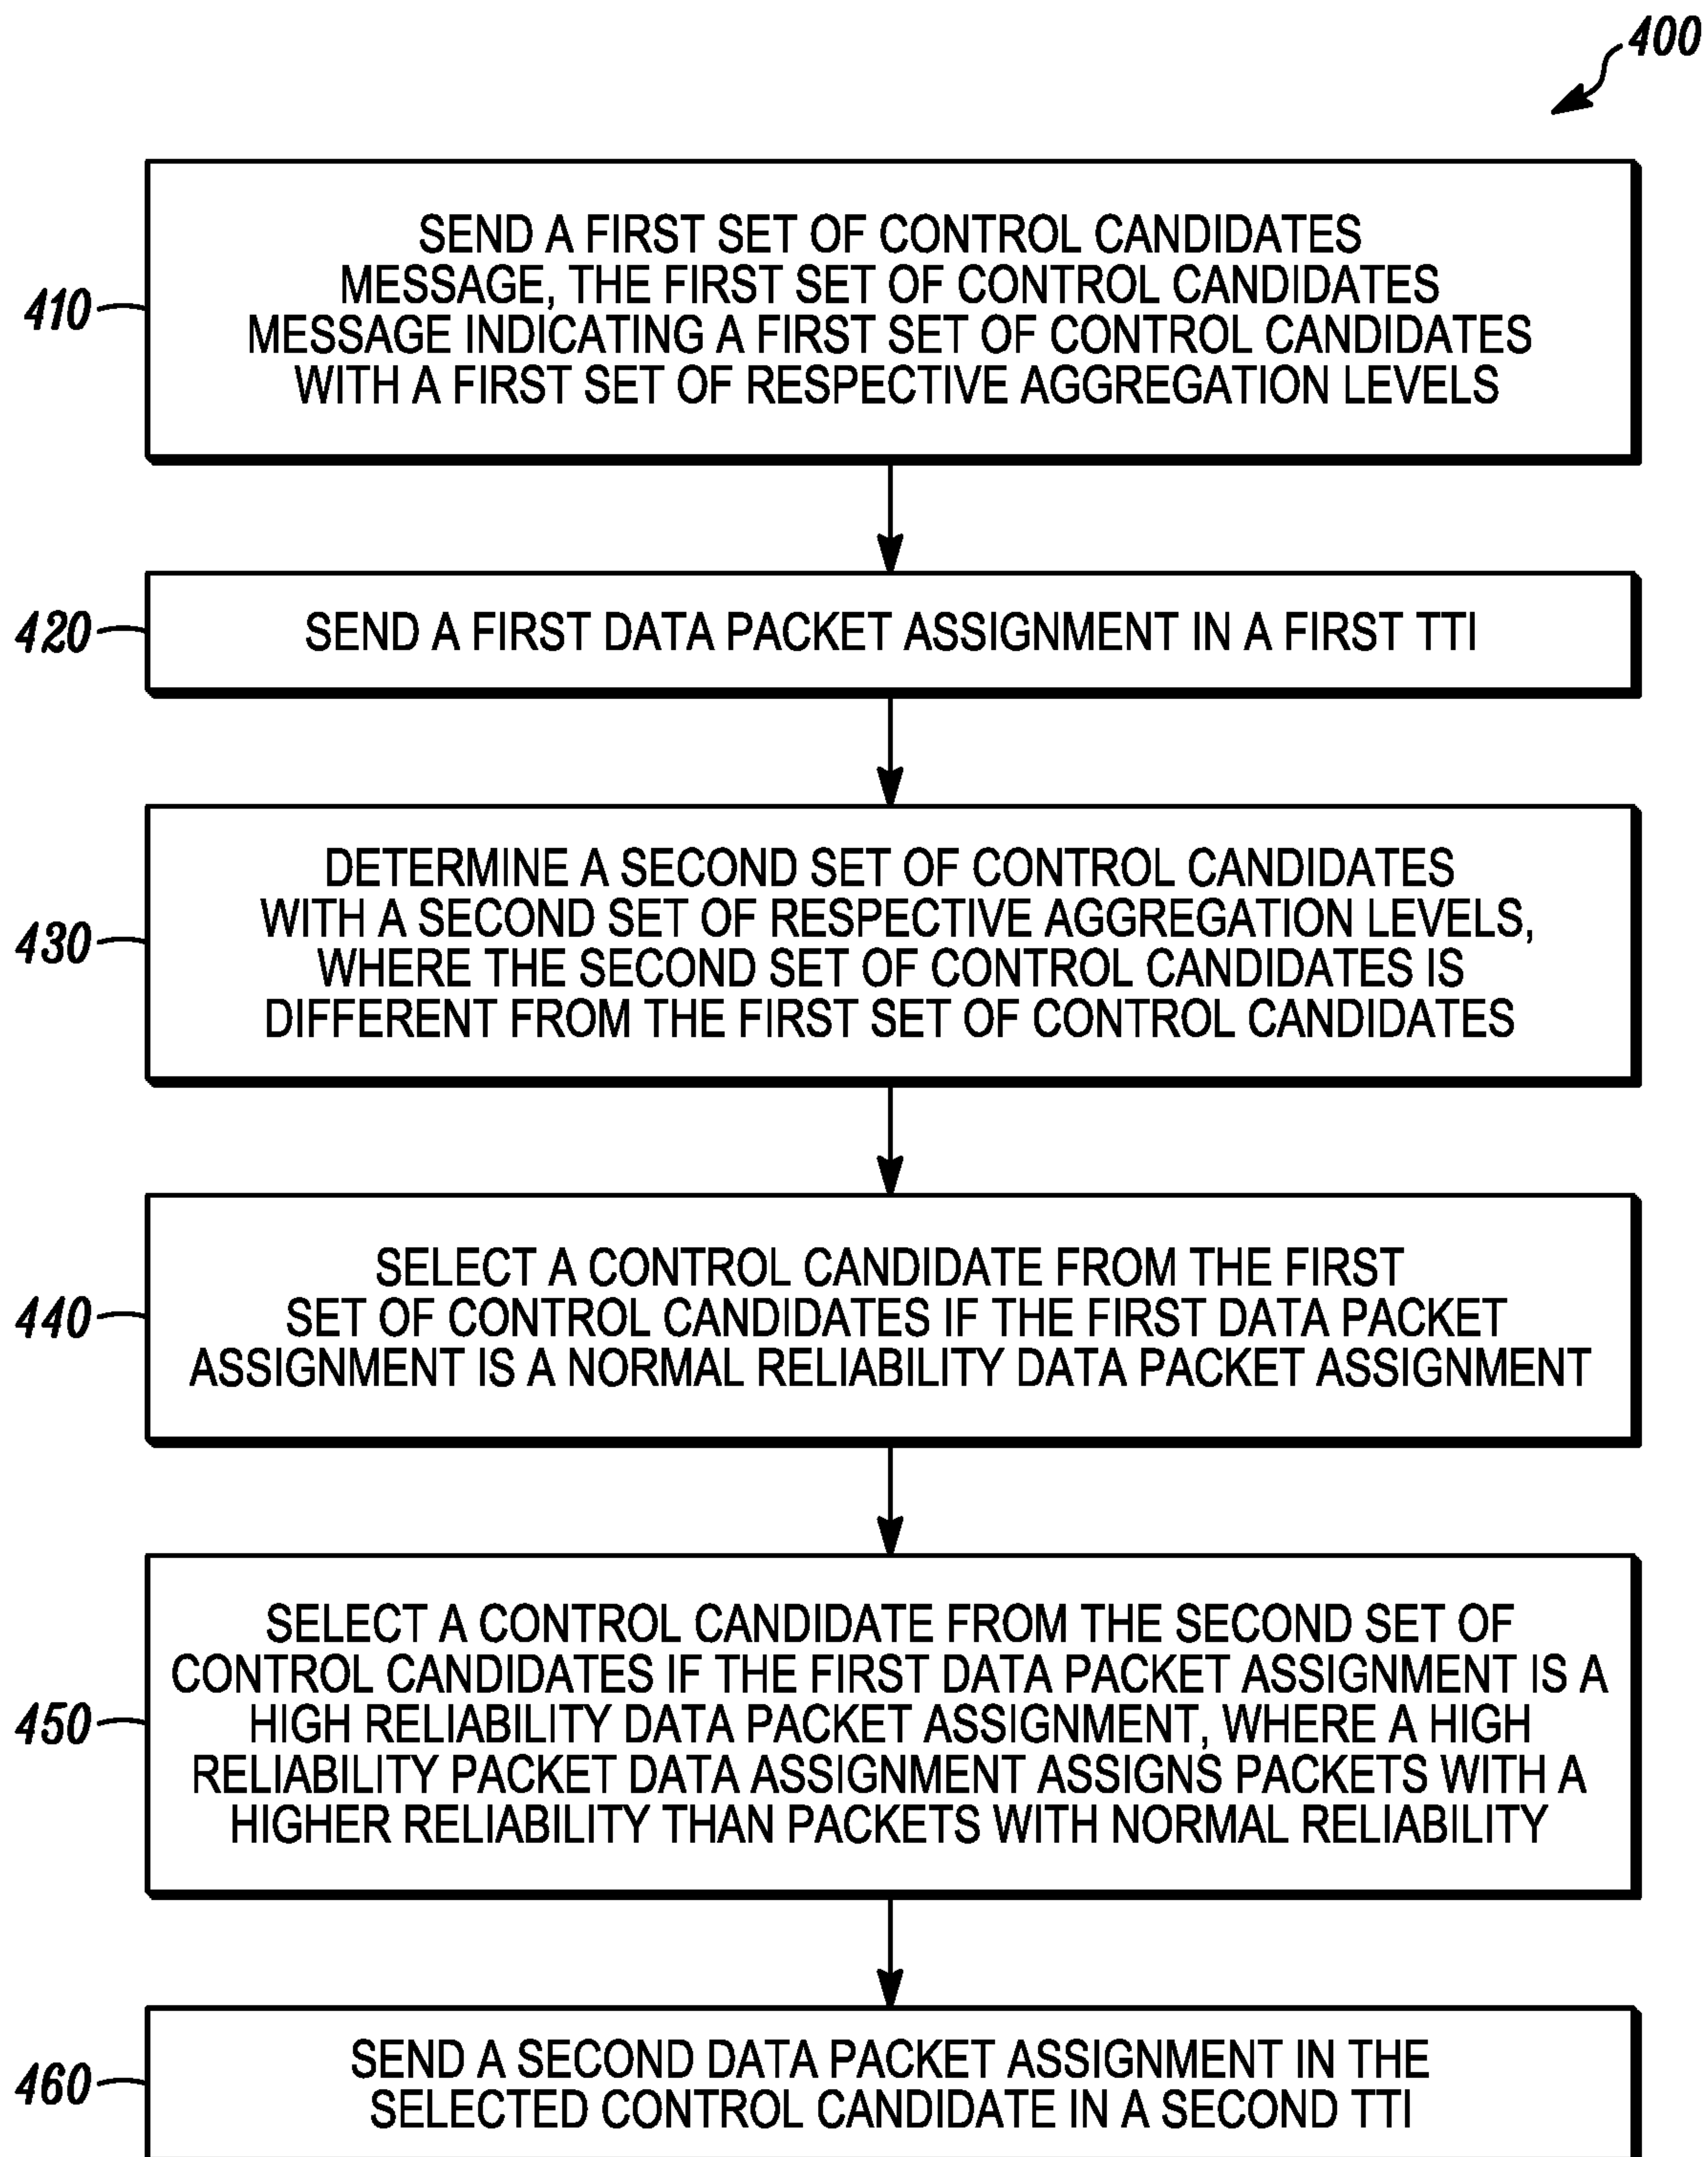 400
410
SEND A FIRST SET OF CONTROL CANDIDATES
MESSAGE, THE FIRST SET OF CONTROL CANDIDATES
MESSAGE INDICATING A FIRST SET OF CONTROL CANDIDATES
WITH A FIRST SET OF RESPECTIVE AGGREGATION LEVELS
420
SEND A FIRST DATA PACKET ASSIGNMENT IN A FIRST TTI
430
DETERMINE A SECOND SET OF CONTROL CANDIDATES
WITH A SECOND SET OF RESPECTIVE AGGREGATION LEVELS,
WHERE THE SECOND SET OF CONTROL CANDIDATES IS
DIFFERENT FROM THE FIRST SET OF CONTROL CANDIDATES
440
SELECT A CONTROL CANDIDATE FROM THE FIRST
SET OF CONTROL CANDIDATES IF THE FIRST DATA PACKET
ASSIGNMENT IS A NORMAL RELIABILITY DATA PACKET ASSIGNMENT
450
SELECT A CONTROL CANDIDATE FROM THE SECOND SET OF
CONTROL CANDIDATES IF THE FIRST DATA PACKET ASSIGNMENT IS A
HIGH RELIABILITY DATA PACKET ASSIGNMENT, WHERE A HIGH
RELIABILITY PACKET DATA ASSIGNMENT ASSIGNS PACKETS WITH A
HIGHER RELIABILITY THAN PACKETS WITH NORMAL RELIABILITY
460
SEND A SECOND DATA PACKET ASSIGNMENT IN THE
SELECTED CONTROL CANDIDATE IN A SECOND TTI